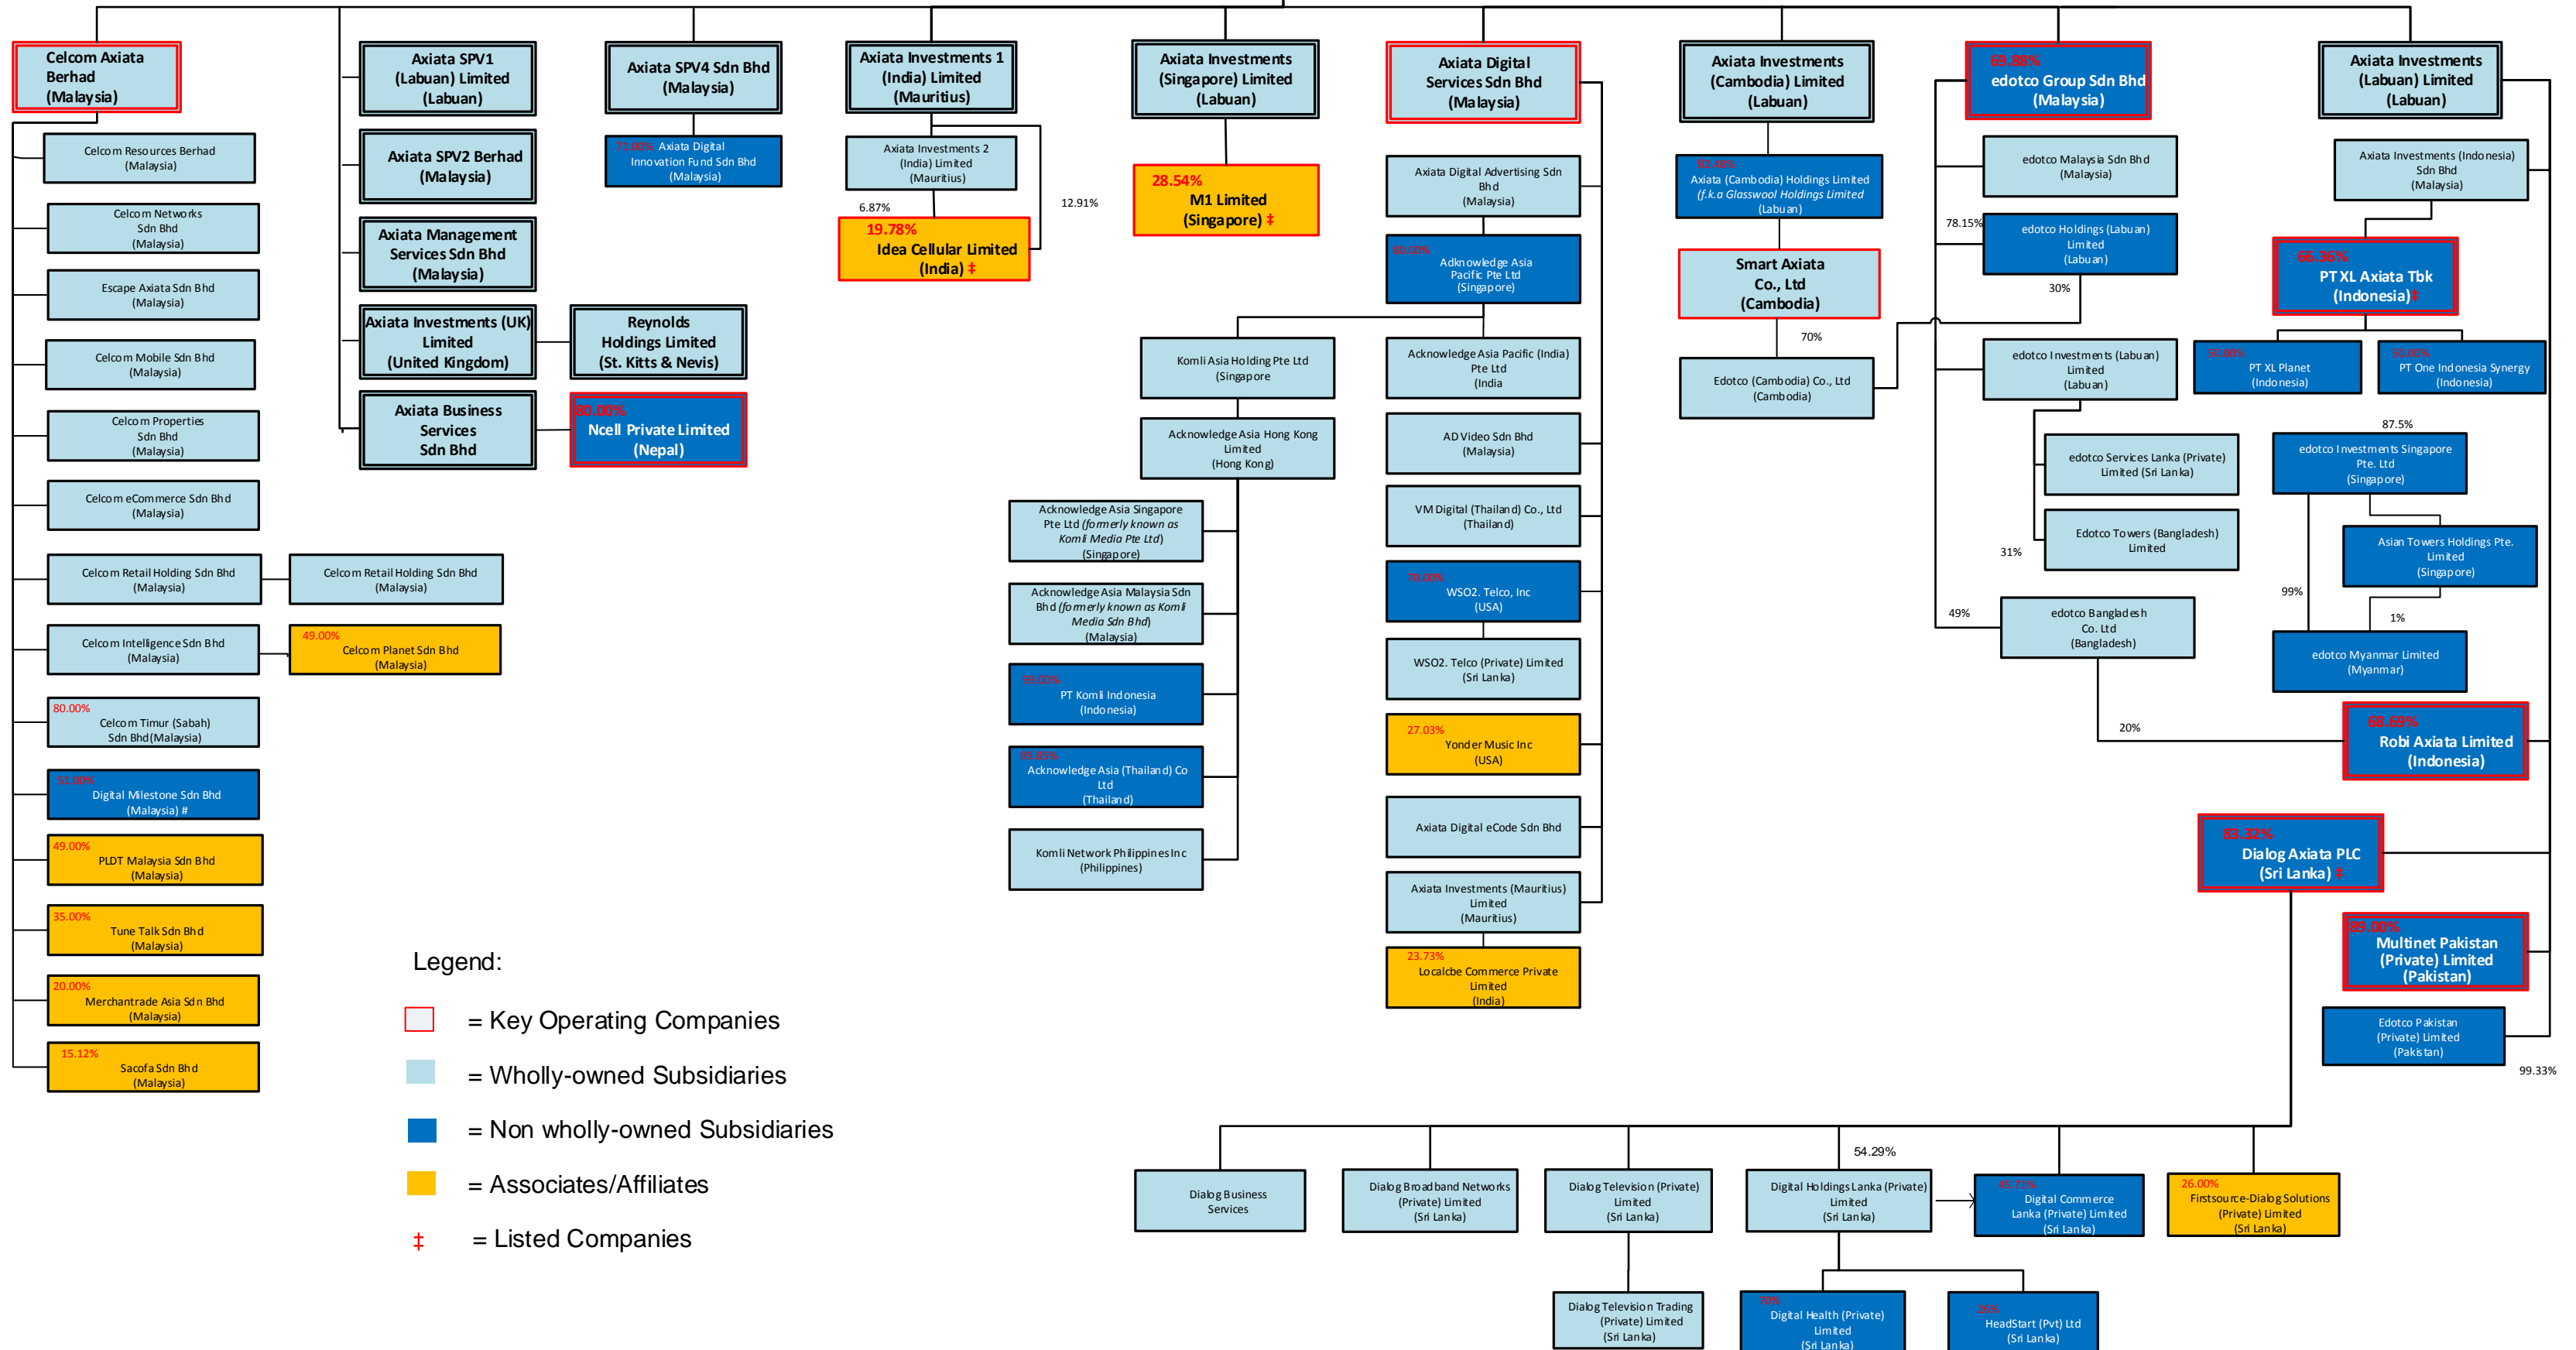 Celcom Axiata
Berhad
(Malaysia)
Celcom Resources Berhad
(Malaysia)
Celcom Networks
Sdn Bhd
(Malaysia)
Escape Axiata Sdn Bhd
(Malaysia)
Celcom Mobile Sdn Bhd
(Malaysia)
Celcom Properties
Sdn Bhd
(Malaysia)
Celcom eCommerce Sdn Bhd
(Malaysia)
Celcom Retail Holding Sdn Bhd
(Malaysia)
Celcom Retail Holding Sdn Bhd
(Malaysia)
Celcom Intelligence Sdn Bhd
(Malaysia)
49.00%
Celcom Planet Sdn Bhd
(Malaysia)
80.00%
Celcom Timur (Sabah)
Sdn Bhd(Malaysia)
51.00%
Digital Milestone Sdn Bhd
(Malaysia) #
49.00%
PLDT Malaysia Sdn Bhd
(Malaysia)
35.00%
Tune Talk Sdn Bhd
(Malaysia)
20.00%
Merchantrade Asia Sdn Bhd
(Malaysia)
15.12%
Sacofa Sdn Bhd
(Malaysia)
Axiata SPV1
(Labuan) Limited
(Labuan)
Axiata SPV2 Berhad
(Malaysia)
Axiata Management
Services Sdn Bhd
(Malaysia)
Axiata Investments (UK)
Limited
(United Kingdom)
Reynolds
Holdings Limited
(St. Kitts & Nevis)
Axiata Business
Services
Sdn Bhd
80.00%
Ncell Private Limited
(Nepal)
Axiata SPV4 Sdn Bhd
(Malaysia)
71.00% Axiata Digital
Innovation Fund Sdn Bhd
(Malaysia)
Axiata Investments 1
(India) Limited
(Mauritius)
Axiata Investments 2
(India) Limited
(Mauritius)
6.87%
12.91%
19.78%
Idea Cellular Limited
(India) ‡
Axiata Investments
(Singapore) Limited
(Labuan)
28.54%
M1 Limited
(Singapore) ‡
Axiata Digital
Services Sdn Bhd
(Malaysia)
Axiata Digital Advertising Sdn
Bhd
(Malaysia)
80.00%
Adknowledge Asia
Pacific Pte Ltd
(Singapore)
Komli Asia Holding Pte Ltd
(Singapore
Acknowledge Asia Pacific (India)
Pte Ltd
(India
Acknowledge Asia Hong Kong
Limited
(Hong Kong)
Acknowledge Asia Singapore
Pte Ltd (formerly known as
Komli Media Pte Ltd)
(Singapore)
Acknowledge Asia Malaysia Sdn
Bhd (formerly known as Komli
Media Sdn Bhd)
(Malaysia)
99.00%
PT Komli Indonesia
(Indonesia)
Acknowledge Asia (Thailand) Co
Ltd
(Thailand)
Komli Network Philippines Inc
(Philippines)
AD Video Sdn Bhd
(Malaysia)
VM Digital (Thailand) Co., Ltd
(Thailand)
70.00%
WSO2. Telco, Inc
(USA)
WSO2. Telco (Private) Limited
(Sri Lanka)
27.03%
Yonder Music Inc
(USA)
Axiata Digital eCode Sdn Bhd
Axiata Investments (Mauritius)
Limited
(Mauritius)
23.73%
Localcbe Commerce Private
Limited
(India)
Axiata Investments
(Cambodia) Limited
(Labuan)
82.48%
Axiata (Cambodia) Holdings Limited
(f.k.a Glasswool Holdings Limited
(Labuan)
Smart Axiata
Co., Ltd
(Cambodia)
70%
Edotco (Cambodia) Co., Ltd
(Cambodia)
69.88%
edotco Group Sdn Bhd
(Malaysia)
edotco Malaysia Sdn Bhd
(Malaysia)
78.15%
edotco Holdings (Labuan)
Limited
(Labuan)
30%
edotco Investments (Labuan)
Limited
(Labuan)
edotco Services Lanka (Private)
Limited (Sri Lanka)
Edotco Towers (Bangladesh)
Limited
31%
49%
edotco Bangladesh
Co. Ltd
(Bangladesh)
20%
Axiata Investments
(Labuan) Limited
(Labuan)
Axiata Investments (Indonesia)
Sdn Bhd
(Malaysia)
66.36%
PT XL Axiata Tbk
(Indonesia)‡
50.00%
PT XL Planet
(Indonesia)
50.00%
PT One Indonesia Synergy
(Indonesia)
87.5%
edotco Investments Singapore
Pte. Ltd
(Singapore)
Asian Towers Holdings Pte.
Limited
(Singapore)
99%
1%
edotco Myanmar Limited
(Myanmar)
68.69%
Robi Axiata Limited
(Indonesia)
83.32%
Dialog Axiata PLC
(Sri Lanka) ‡
89.00%
Multinet Pakistan
(Private) Limited
(Pakistan)
Edotco Pakistan
(Private) Limited
(Pakistan)
99.33%
Legend:
= Key Operating Companies
= Wholly-owned Subsidiaries
= Non wholly-owned Subsidiaries
= Associates/Affiliates
‡ = Listed Companies
Dialog Business
Services
Dialog Broadband Networks
(Private) Limited
(Sri Lanka)
Dialog Television (Private)
Limited
(Sri Lanka)
54.29%
Digital Holdings Lanka (Private)
Limited
(Sri Lanka)
45.71%
Digital Commerce
Lanka (Private) Limited
(Sri Lanka)
26.00%
Firstsource-Dialog Solutions
(Private) Limited
(Sri Lanka)
Dialog Television Trading
(Private) Limited
(Sri Lanka)
70%
Digital Health (Private)
Limited
(Sri Lanka)
26%
HeadStart (Pvt) Ltd
(Sri Lanka)